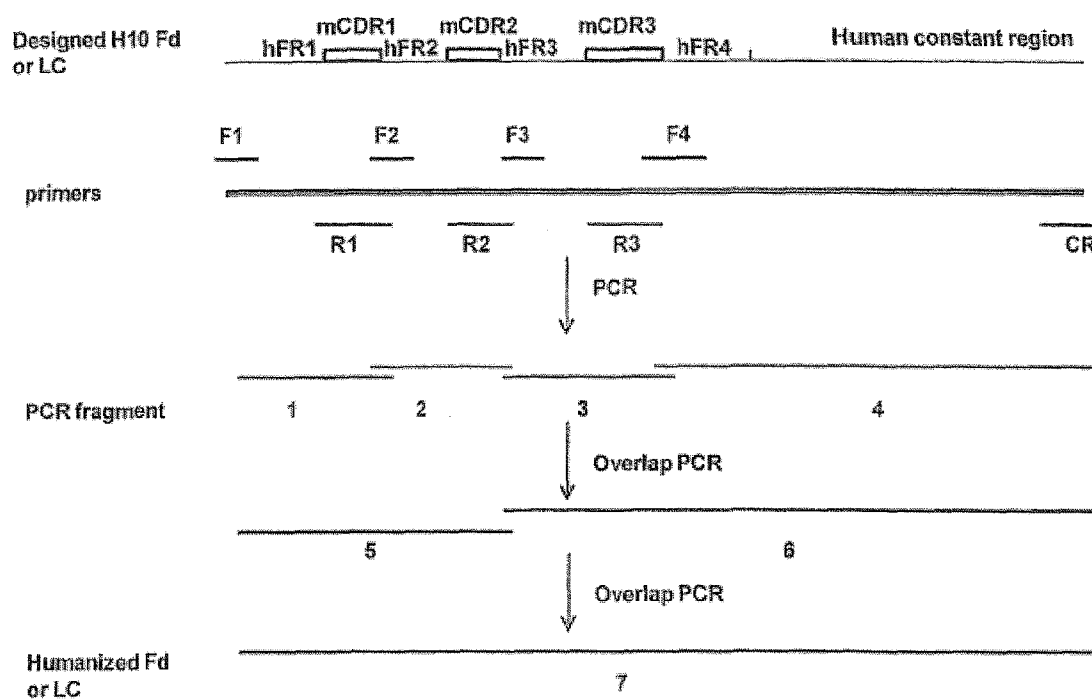 Designed H10 Fd
or LC
mCDR1
mCDR2
mCDR3
hFR1
hFR2
hFR3
hFR4
Human constant region
F1
F2
F3
F4
primers
R1
R2
R3
CR
PCR
PCR fragment
1
2
3
4
Overlap PCR
5
6
Overlap PCR
Humanized Fd
or LC
7